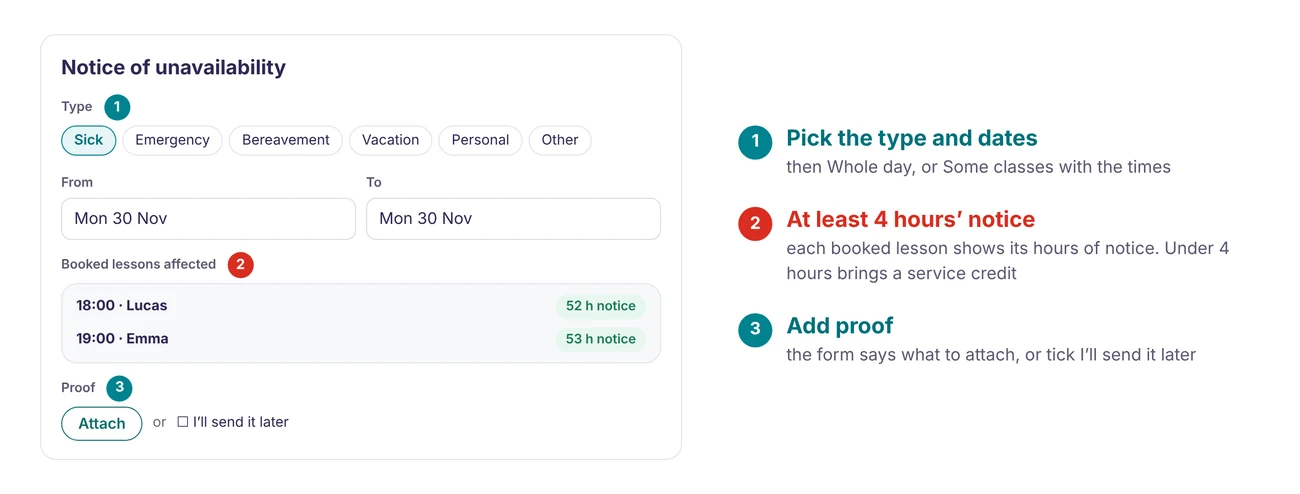 Notice of unavailability
Type 1
Sick Emergency Bereavement Vacation Personal Other
From To
Mon 30 Nov Mon 30 Nov
Booked lessons affected 2
18:00 · Lucas 52 h notice
19:00 · Emma 53 h notice
Proof 3
Attach or ☐ I’ll send it later
1 Pick the type and dates
then Whole day, or Some classes with the times
2 At least 4 hours’ notice
each booked lesson shows its hours of notice. Under 4
hours brings a service credit
3 Add proof
the form says what to attach, or tick I’ll send it later